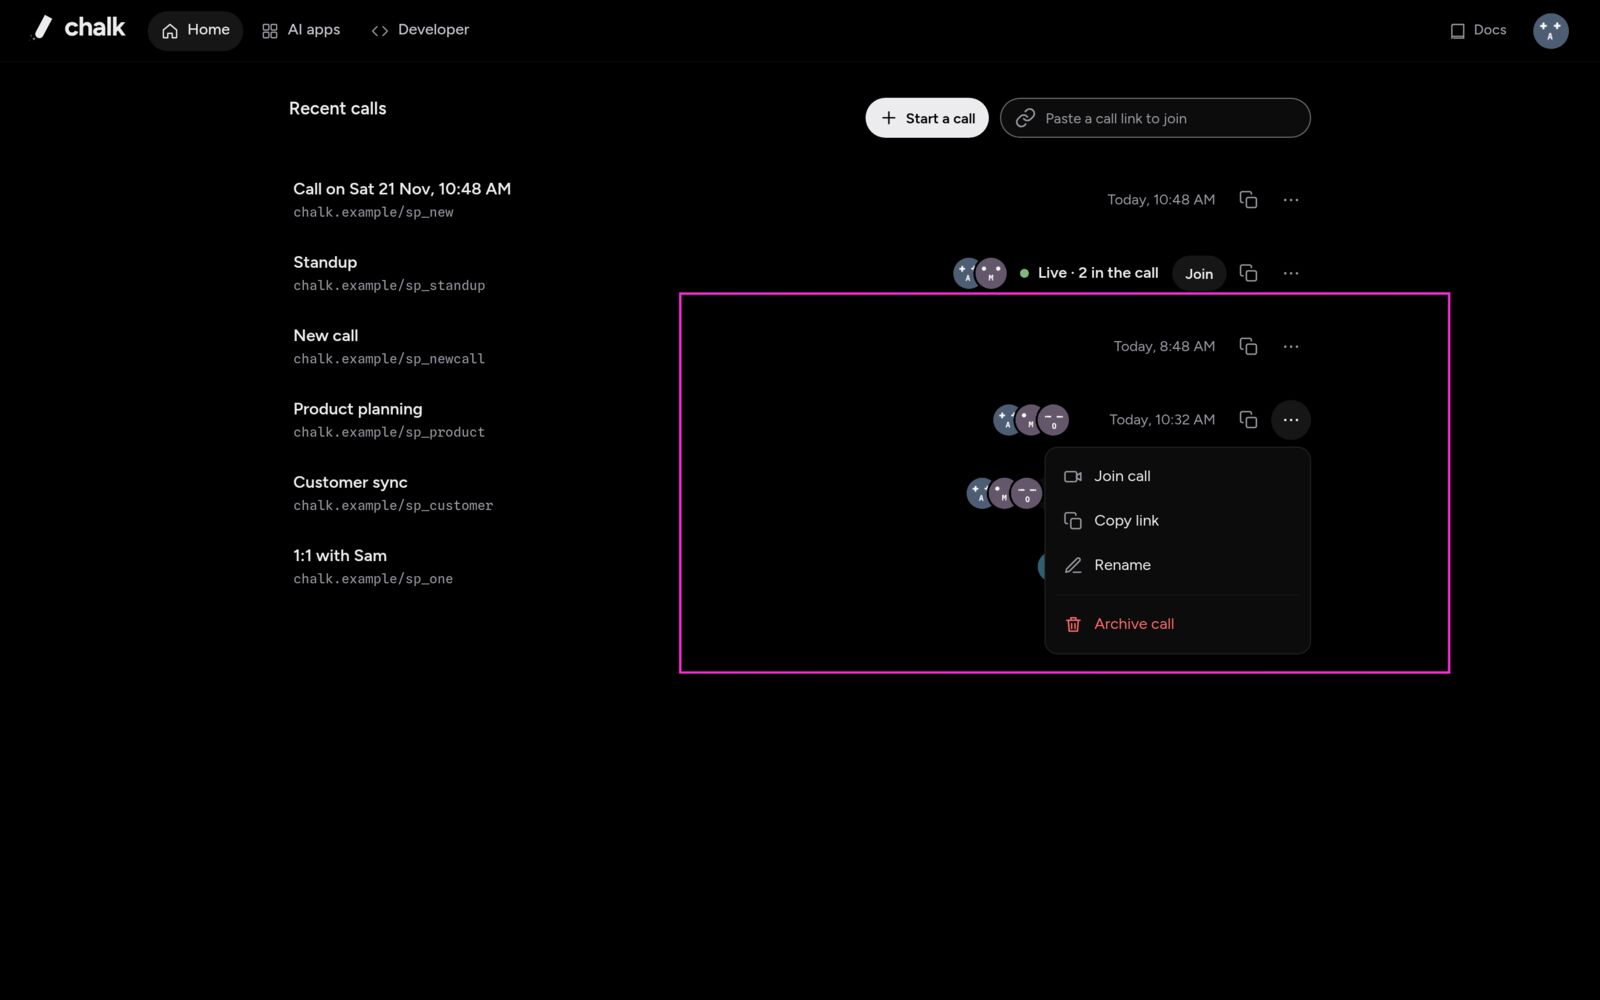 chalk
Home
AI apps
Developer
Docs
A
Recent calls
Start a call
Paste a call link to join
Call on Sat 21 Nov, 10:48 AM
chalk.example/sp_new
Today, 10:48 AM
Standup
chalk.example/sp_standup
A
M
Live · 2 in the call
Join
New call
chalk.example/sp_newcall
Today, 8:48 AM
Product planning
chalk.example/sp_product
A
M
O
Today, 10:32 AM
Customer sync
chalk.example/sp_customer
A
M
O
1:1 with Sam
chalk.example/sp_one
Join call
Copy link
Rename
Archive call